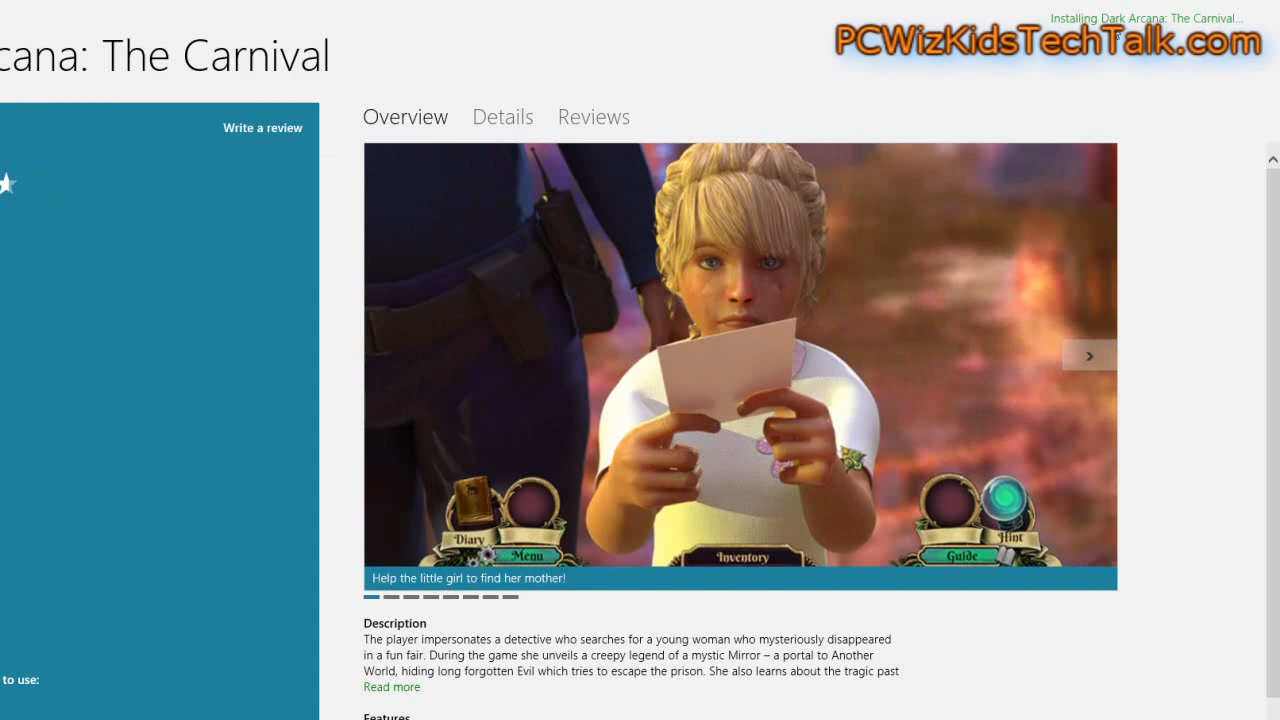 Installing Dark Arcana: The Carnival...
PCWizKidsTechTalk.com
cana: The Carnival
Write a review
Overview Details Reviews
Diary
Menu
Inventory
Hint
Guide
Help the little girl to find her mother!
Description
The player impersonates a detective who searches for a young woman who mysteriously disappeared
in a fun fair. During the game she unveils a creepy legend of a mystic Mirror – a portal to Another
World, hiding long forgotten Evil which tries to escape the prison. She also learns about the tragic past
Read more
to use:
Features